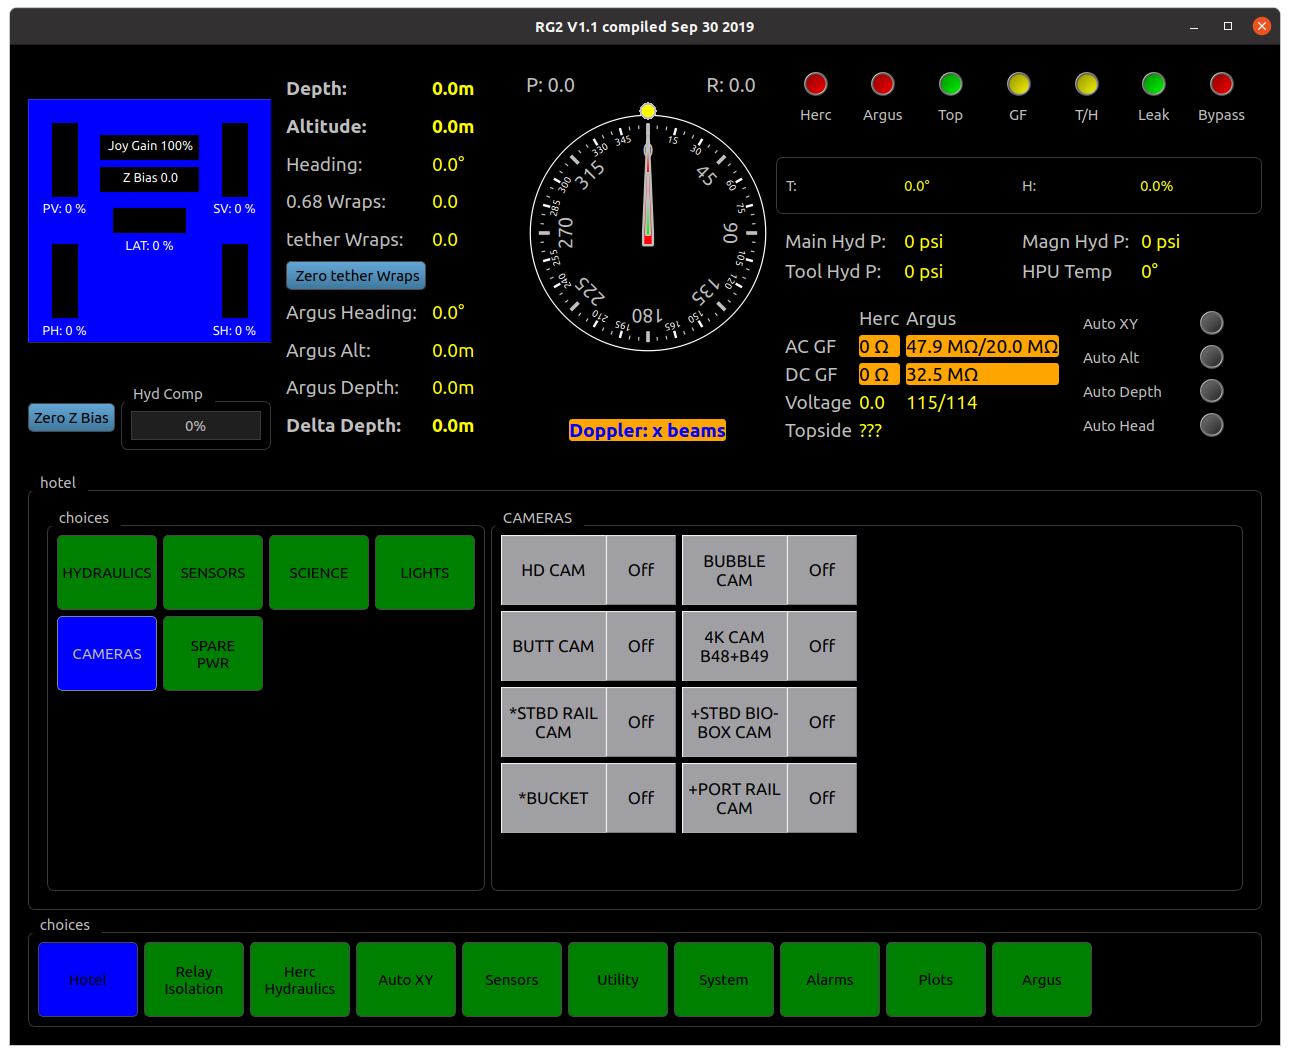 RG2 V1.1 compiled Sep 30 2019
Joy Gain 100%
Z Bias 0.0
PV: 0 %
SV: 0 %
LAT: 0 %
PH: 0 %
SH: 0 %
Zero Z Bias
Hyd Comp
0%
Depth: 0.0m
Altitude: 0.0m
Heading: 0.0°
0.68 Wraps: 0.0
tether Wraps: 0.0
Zero tether Wraps
Argus Heading: 0.0°
Argus Alt: 0.0m
Argus Depth: 0.0m
Delta Depth: 0.0m
P: 0.0
R: 0.0
0
15
30
45
60
75
90
105
120
135
150
165
180
195
210
225
240
255
270
285
300
315
330
345
Doppler: x beams
Herc
Argus
Top
GF
T/H
Leak
Bypass
T: 0.0° H: 0.0%
Main Hyd P: 0 psi Magn Hyd P: 0 psi
Tool Hyd P: 0 psi HPU Temp 0°
Herc Argus
AC GF 0 Ω 47.9 MΩ/20.0 MΩ
DC GF 0 Ω 32.5 MΩ
Voltage 0.0 115/114
Topside ???
Auto XY
Auto Alt
Auto Depth
Auto Head
hotel
choices
HYDRAULICS
SENSORS
SCIENCE
LIGHTS
CAMERAS
SPARE
PWR
CAMERAS
HD CAM
Off
BUBBLE
CAM
Off
BUTT CAM
Off
4K CAM
B48+B49
Off
*STBD RAIL
CAM
Off
+STBD BIO-
BOX CAM
Off
*BUCKET
Off
+PORT RAIL
CAM
Off
choices
Hotel
Relay
Isolation
Herc
Hydraulics
Auto XY
Sensors
Utility
System
Alarms
Plots
Argus